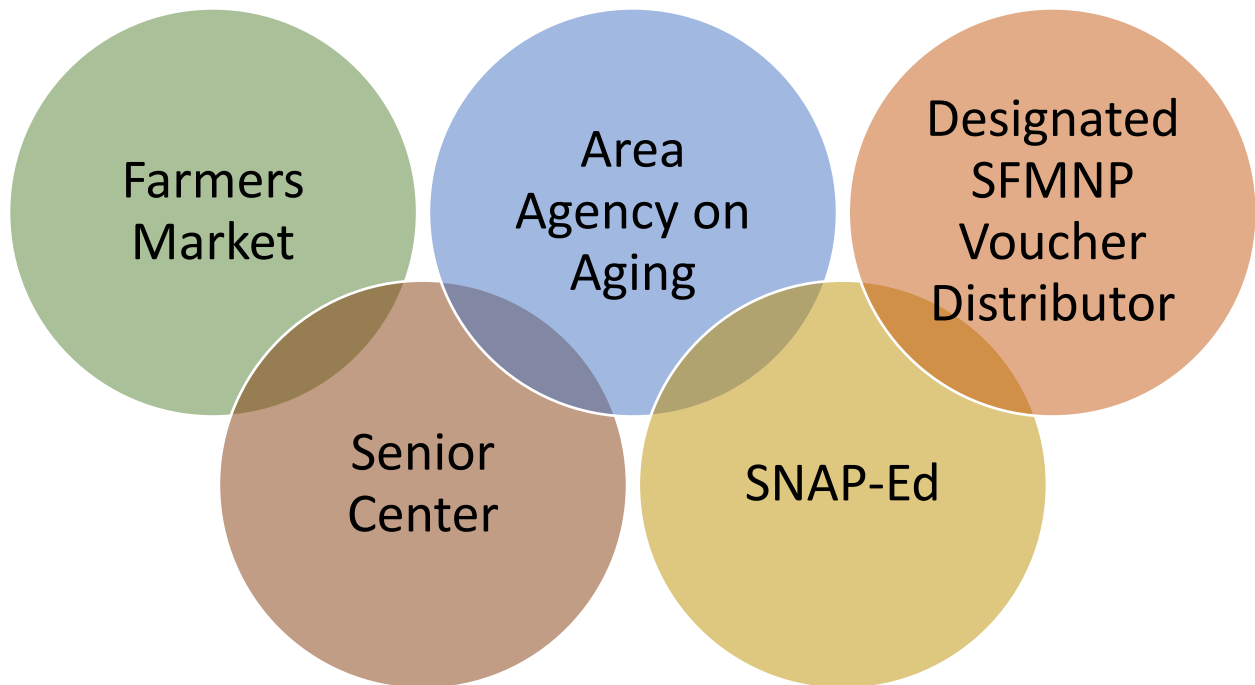 Farmers
Market
Area
Agency on
Aging
Designated
SFMNP
Voucher
Distributor
Senior
Center
SNAP-Ed